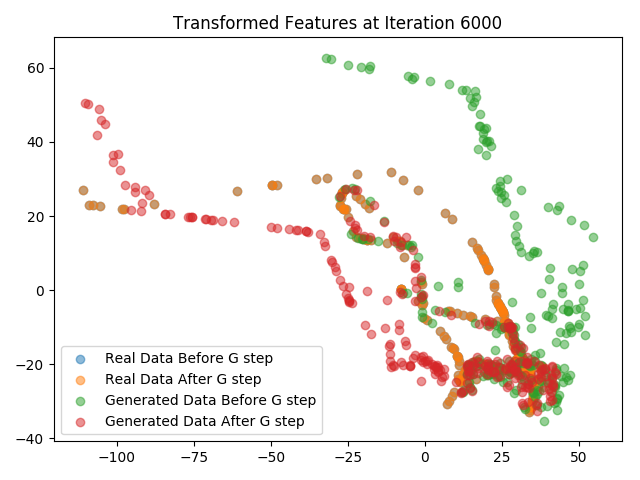 Transformed Features at Iteration 6000
60
40
20
0
−20
−40
Real Data Before G step
Real Data After G step
Generated Data Before G step
Generated Data After G step
−100 −75 −50 −25 0 25 50